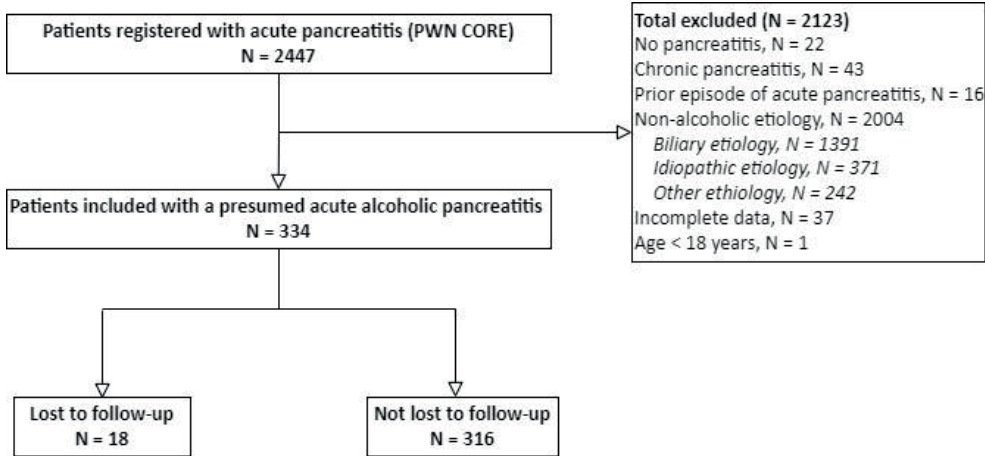 Patients registered with acute pancreatitis (PWN CORE)
N = 2447
Total excluded (N = 2123)
No pancreatitis, N = 22
Chronic pancreatitis, N = 43
Prior episode of acute pancreatitis, N = 16
Non-alcoholic etiology, N = 2004
Biliary etiology, N = 1391
Idiopathic etiology, N = 371
Other ethiology, N = 242
Incomplete data, N = 37
Age < 18 years, N = 1
Patients included with a presumed acute alcoholic pancreatitis
N = 334
Lost to follow-up
N = 18
Not lost to follow-up
N = 316